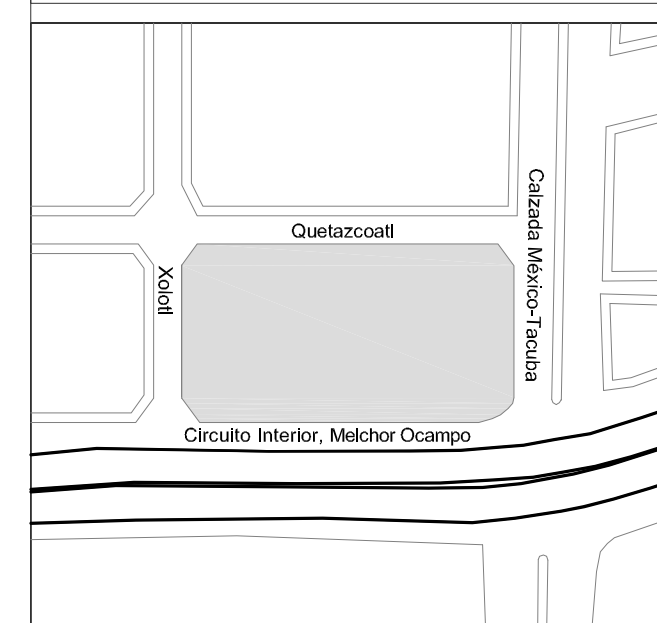 Quetazcoatl
Calzada México-Tacuba
Xolotl
Circuito Interior, Melchor Ocampo